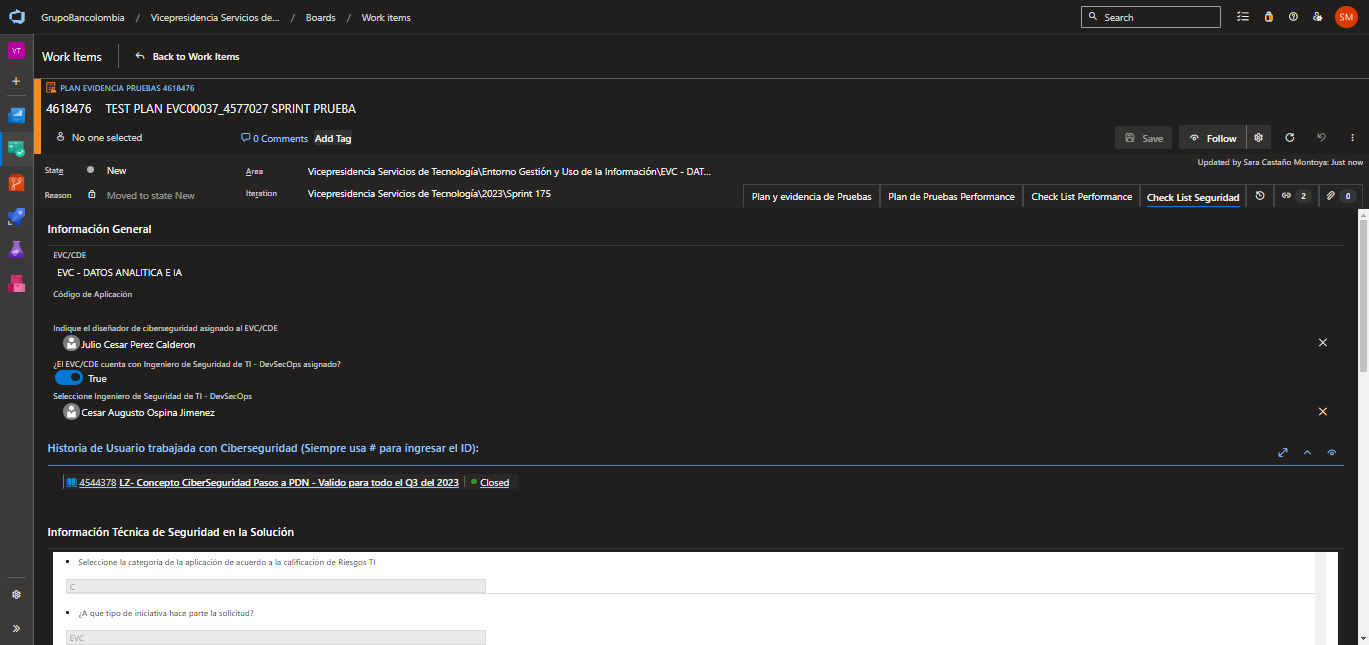 GrupoBancolombia / Vicepresidencia Servicios de... / Boards / Work items
Search
SM
VT
Work Items
Back to Work Items
PLAN EVIDENCIA PRUEBAS 4618476
4618476 TEST PLAN EVC00037_4577027 SPRINT PRUEBA
No one selected
0 Comments
Add Tag
Save
Follow
Updated by Sara Castaño Montoya: Just now
State New
Area Vicepresidencia Servicios de Tecnología\Entorno Gestión y Uso de la Información\EVC - DAT...
Reason Moved to state New
Iteration Vicepresidencia Servicios de Tecnología\2023\Sprint 175
Plan y evidencia de Pruebas
Plan de Pruebas Performance
Check List Performance
Check List Seguridad
2
0
Información General
EVC/CDE
EVC - DATOS ANALITICA E IA
Código de Aplicación
Indique el diseñador de ciberseguridad asignado al EVC/CDE
Julio Cesar Perez Calderon
¿El EVC/CDE cuenta con Ingeniero de Seguridad de TI - DevSecOps asignado?
True
Seleccione Ingeniero de Seguridad de TI - DevSecOps
Cesar Augusto Ospina Jimenez
Historia de Usuario trabajada con Ciberseguridad (Siempre usa # para ingresar el ID):
4544378 LZ- Concepto CiberSeguridad Pasos a PDN - Valido para todo el Q3 del 2023 Closed
Información Técnica de Seguridad en la Solución
Seleccione la categoria de la aplicación de acuerdo a la calificación de Riesgos TI
C
¿A que tipo de iniciativa hace parte la solicitud?
EVC